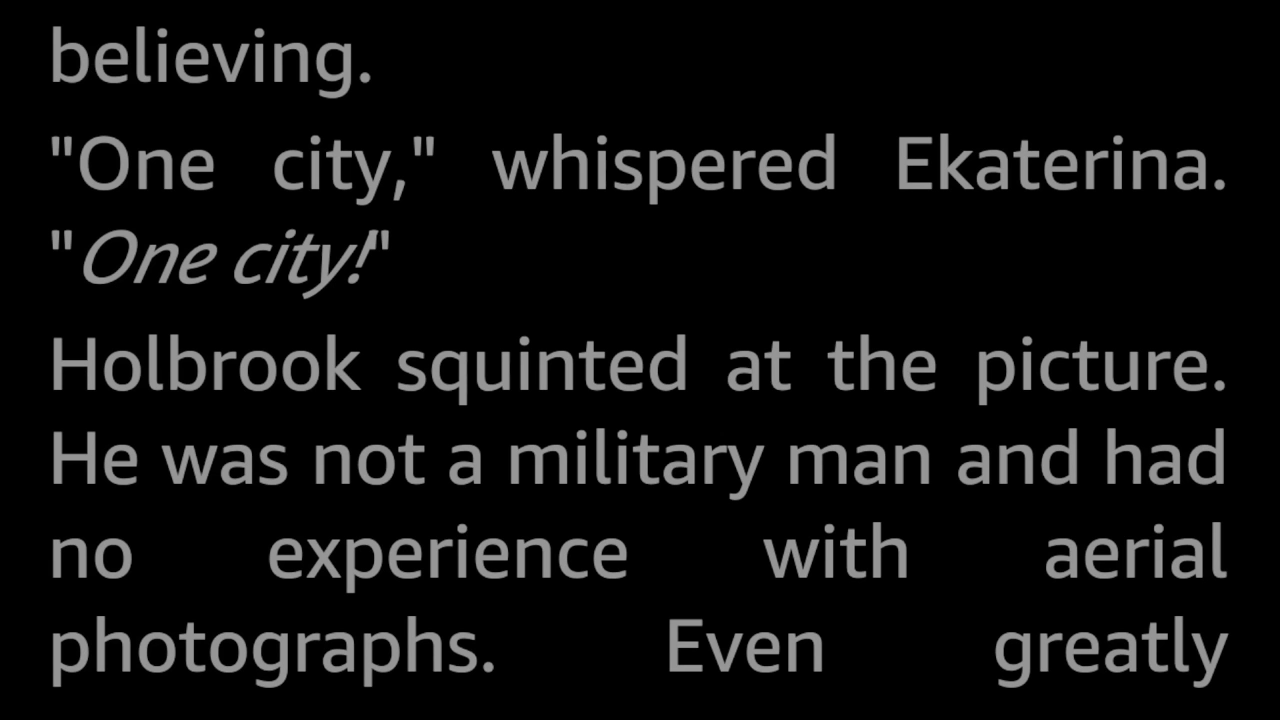 believing.
"One city," whispered Ekaterina.
"One city!"
Holbrook squinted at the picture.
He was not a military man and had
no experience with aerial
photographs. Even greatly